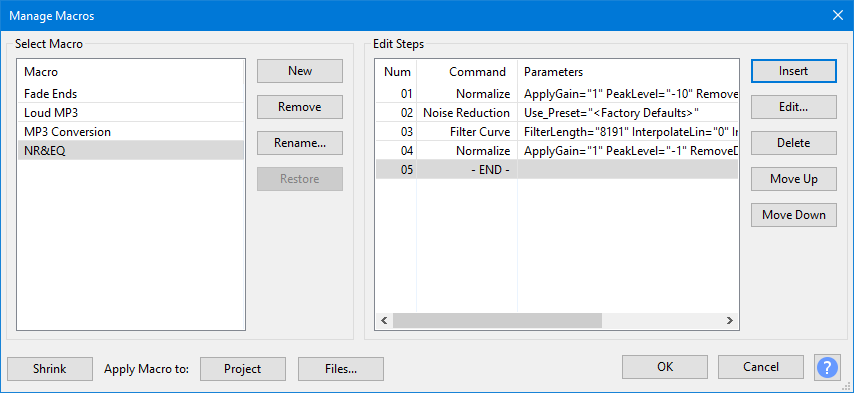 Manage Macros
Select Macro
Macro
Fade Ends
Loud MP3
MP3 Conversion
NR&EQ
New
Remove
Rename...
Restore
Edit Steps
Num Command Parameters
01 Normalize ApplyGain="1" PeakLevel="-10" Remove
02 Noise Reduction Use_Preset="<Factory Defaults>"
03 Filter Curve FilterLength="8191" InterpolateLin="0" In
04 Normalize ApplyGain="1" PeakLevel="-1" RemoveD
05 - END -
Insert
Edit...
Delete
Move Up
Move Down
Shrink Apply Macro to: Project Files... OK Cancel ?